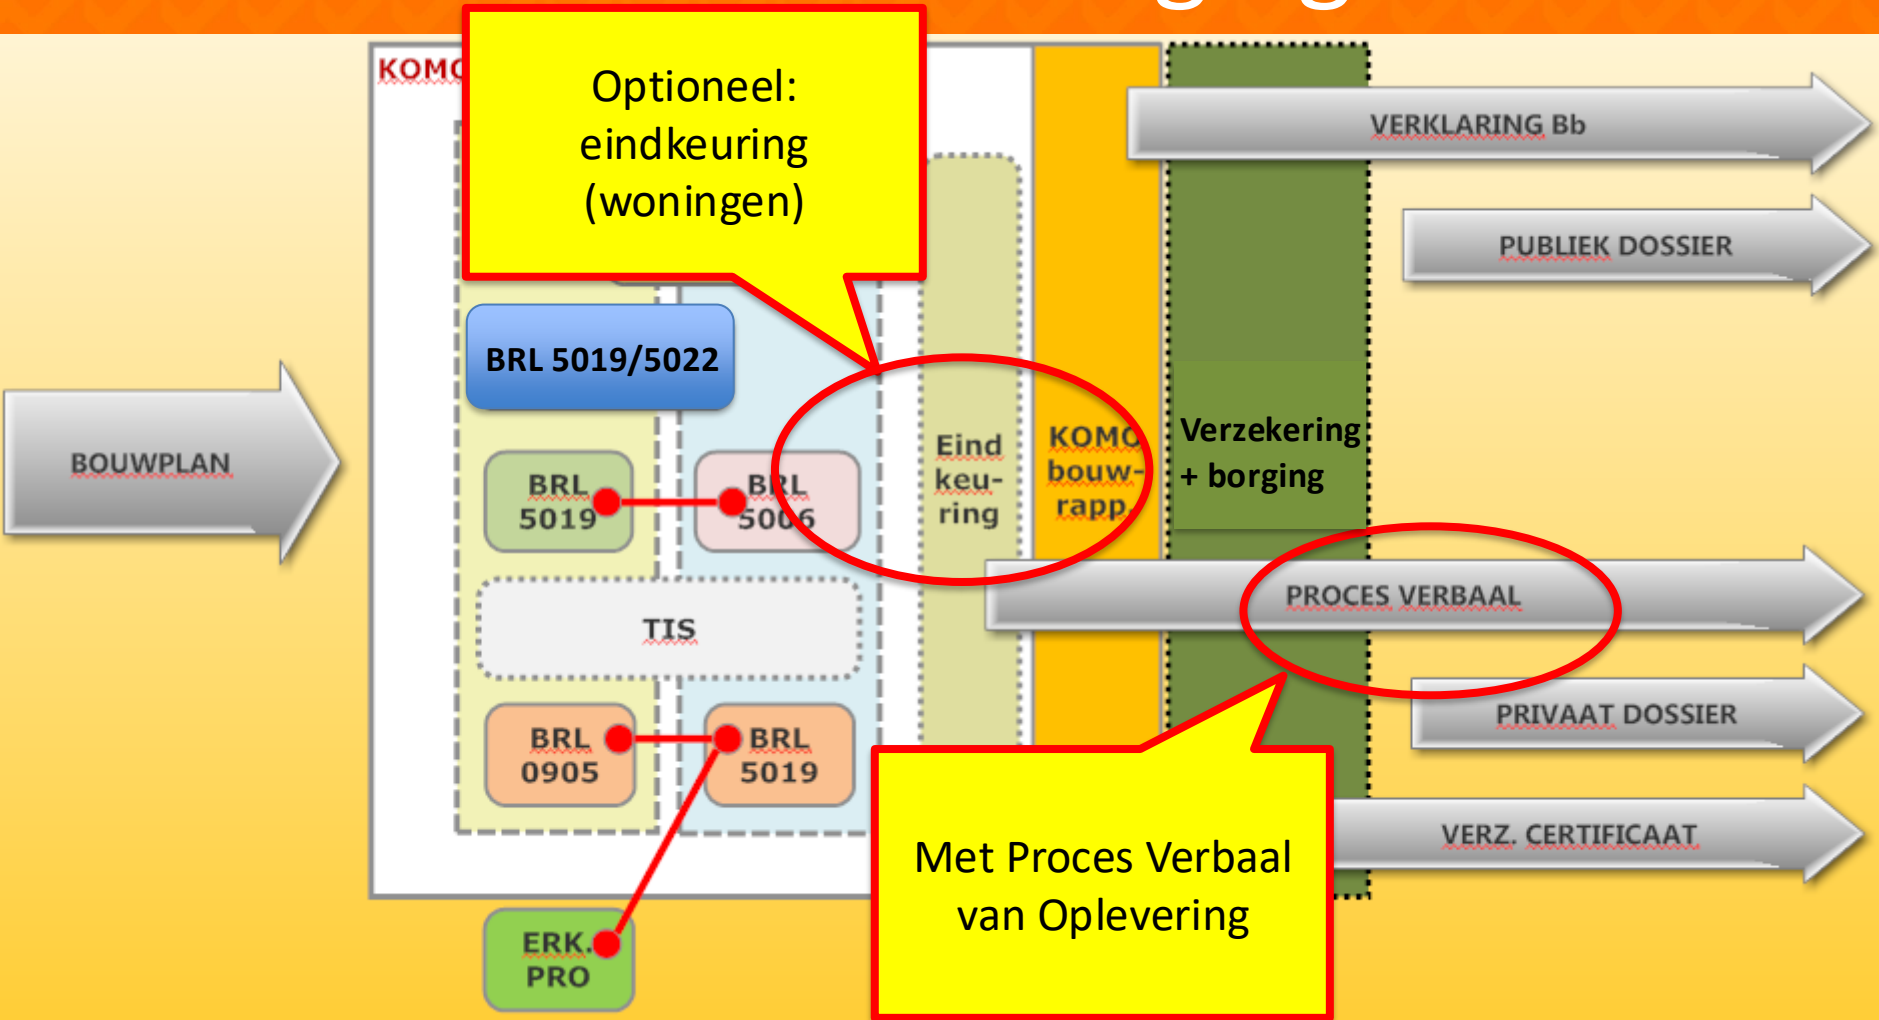 KOMO
Optioneel:
eindkeuring
(woningen)
VERKLARING Bb
PUBLIEK DOSSIER
BRL 5019/5022
BOUWPLAN
BRL
5019
BRL
5006
Eind
keu-
ring
KOMO
bouw-
rapp.
Verzekering
+ borging
PROCES VERBAAL
TIS
PRIVAAT DOSSIER
BRL
0905
BRL
5019
VERZ. CERTIFICAAT
Met Proces Verbaal
van Oplevering
ERK.
PRO